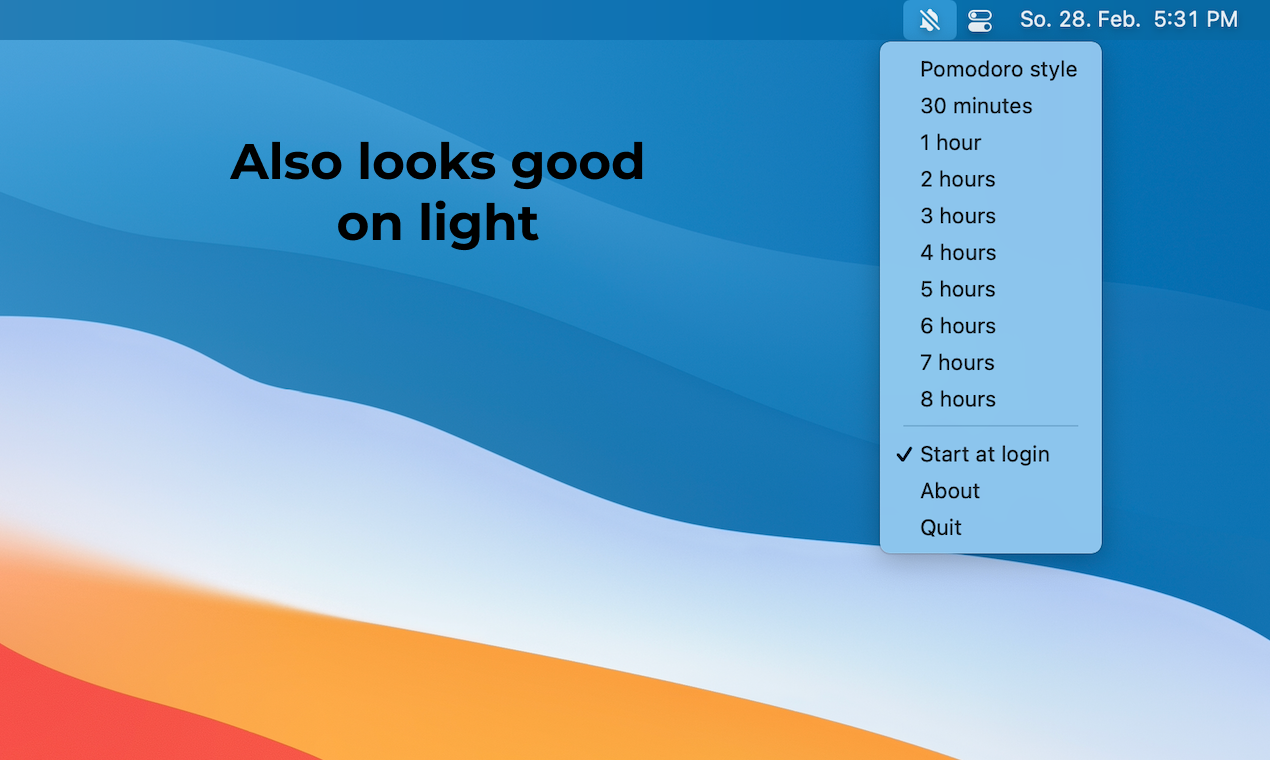 So. 28. Feb. 5:31 PM
Pomodoro style
30 minutes
1 hour
2 hours
3 hours
4 hours
5 hours
6 hours
7 hours
8 hours
Start at login
About
Quit
Also looks good
on light